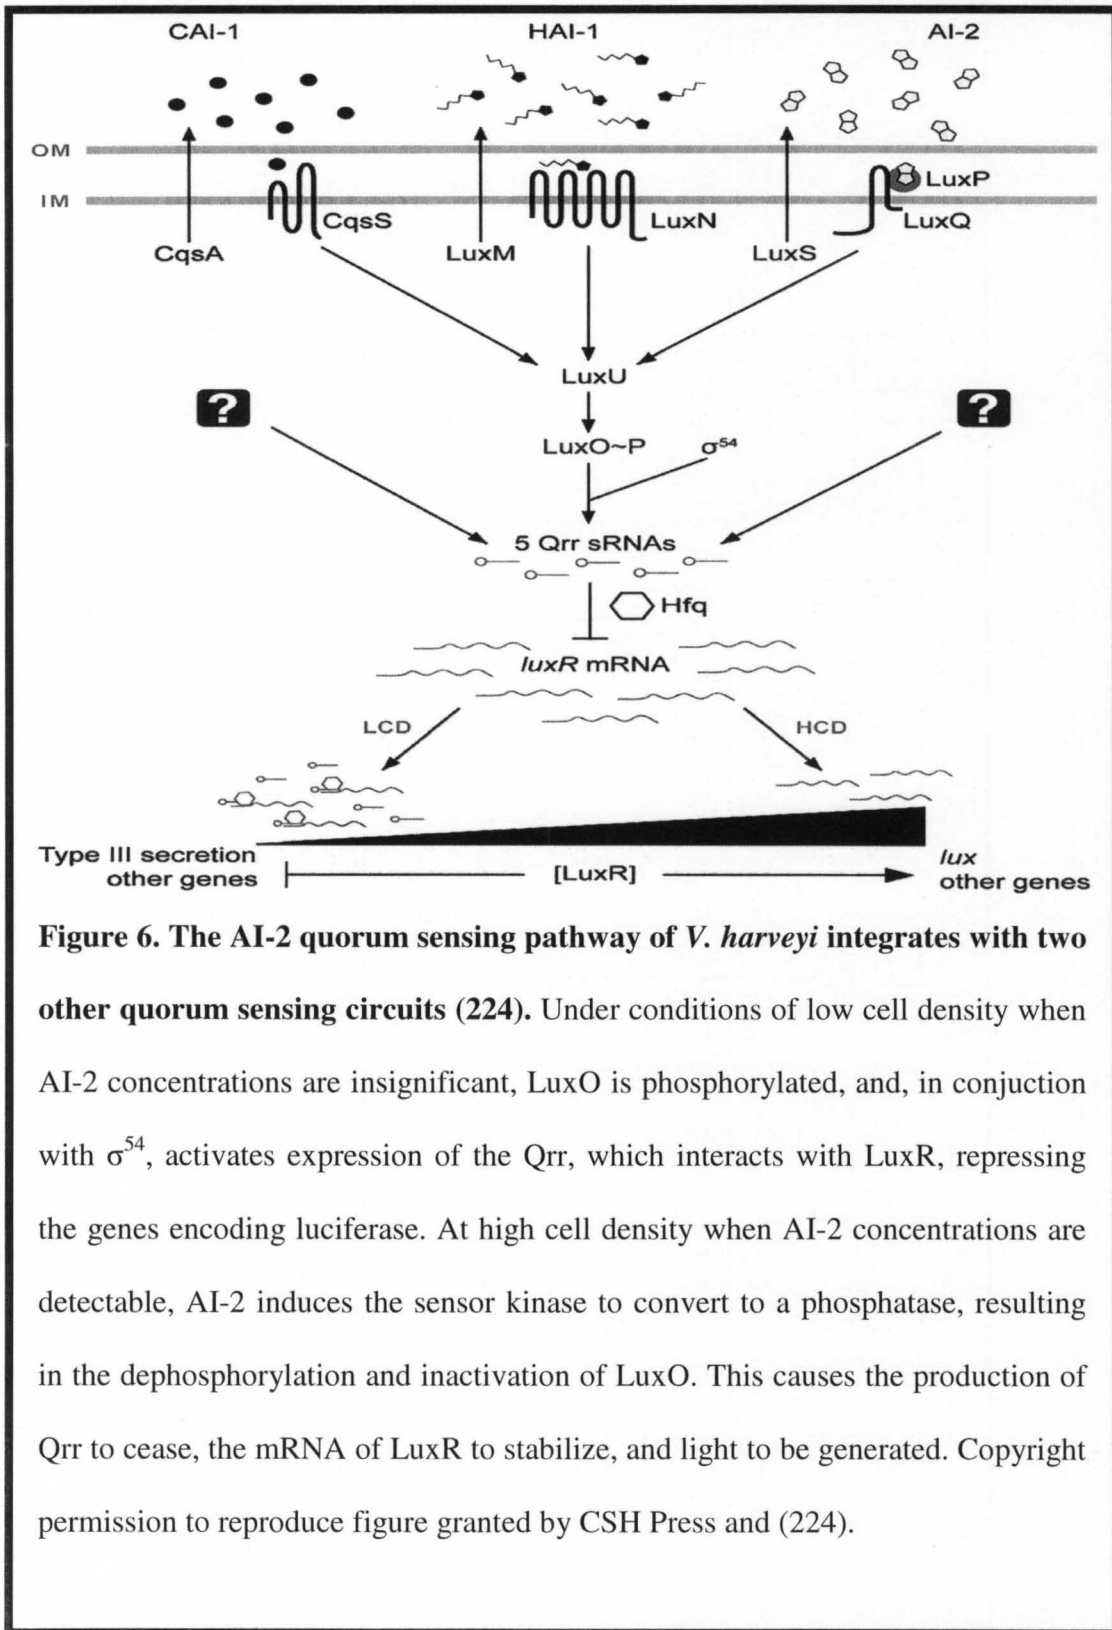 CAI-1 HAI-1 AI-2
OM
LuxP
IM
CqsS LuxN LuxQ
CqsA LuxM LuxS
LuxU
? ?
LuxO~P σ⁵⁴
5 Qrr sRNAs
Hfq
luxR mRNA
LCD HCD
Type III secretion lux
other genes [LuxR] other genes
Figure 6. The AI-2 quorum sensing pathway of V. harveyi integrates with two
other quorum sensing circuits (224). Under conditions of low cell density when
AI-2 concentrations are insignificant, LuxO is phosphorylated, and, in conjuction
with σ⁵⁴, activates expression of the Qrr, which interacts with LuxR, repressing
the genes encoding luciferase. At high cell density when AI-2 concentrations are
detectable, AI-2 induces the sensor kinase to convert to a phosphatase, resulting
in the dephosphorylation and inactivation of LuxO. This causes the production of
Qrr to cease, the mRNA of LuxR to stabilize, and light to be generated. Copyright
permission to reproduce figure granted by CSH Press and (224).